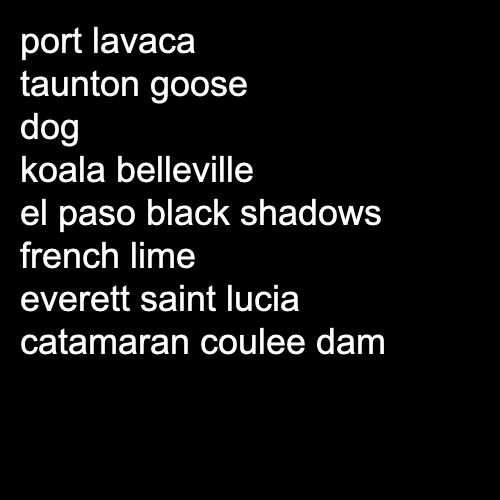 port lavaca
taunton goose
dog
koala belleville
el paso black shadows
french lime
everett saint lucia
catamaran coulee dam